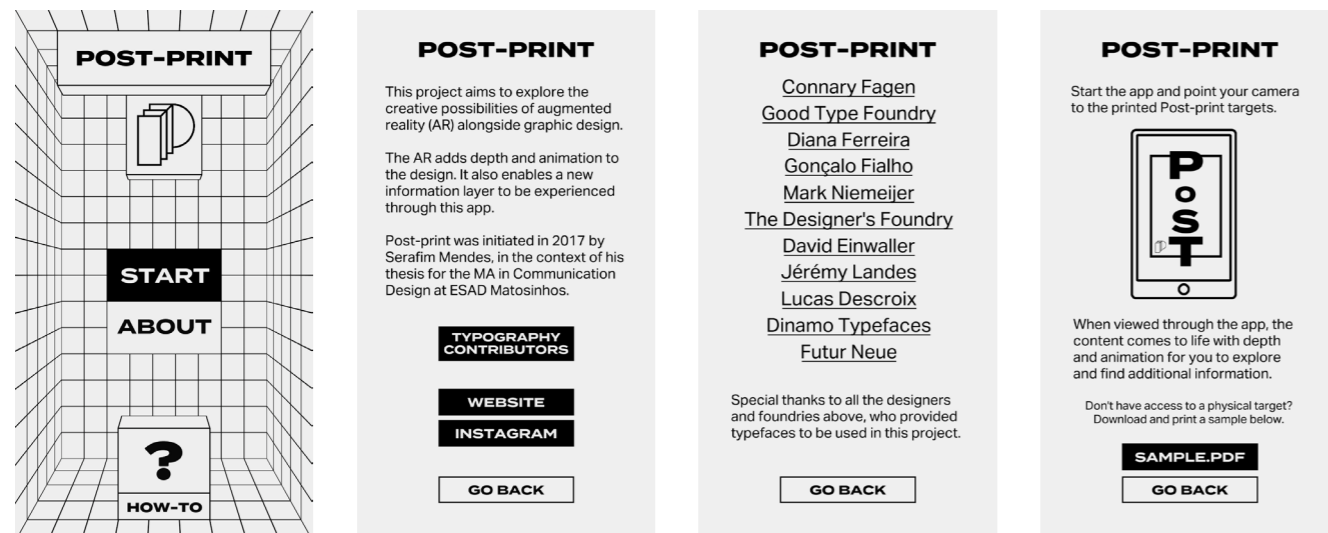 POST-PRINT
START
ABOUT
?
HOW-TO
POST-PRINT
This project aims to explore the
creative possibilities of augmented
reality (AR) alongside graphic design.
The AR adds depth and animation to
the design. It also enables a new
information layer to be experienced
through this app.
Post-print was initiated in 2017 by
Serafim Mendes, in the context of his
thesis for the MA in Communication
Design at ESAD Matosinhos.
TYPOGRAPHY
CONTRIBUTORS
WEBSITE
INSTAGRAM
GO BACK
POST-PRINT
Connary Fagen
Good Type Foundry
Diana Ferreira
Gonçalo Fialho
Mark Niemeijer
The Designer's Foundry
David Einwaller
Jérémy Landes
Lucas Descroix
Dinamo Typefaces
Futur Neue
Special thanks to all the designers
and foundries above, who provided
typefaces to be used in this project.
GO BACK
POST-PRINT
Start the app and point your camera
to the printed Post-print targets.
P
o
S
T
When viewed through the app, the
content comes to life with depth
and animation for you to explore
and find additional information.
Don't have access to a physical target?
Download and print a sample below.
SAMPLE.PDF
GO BACK